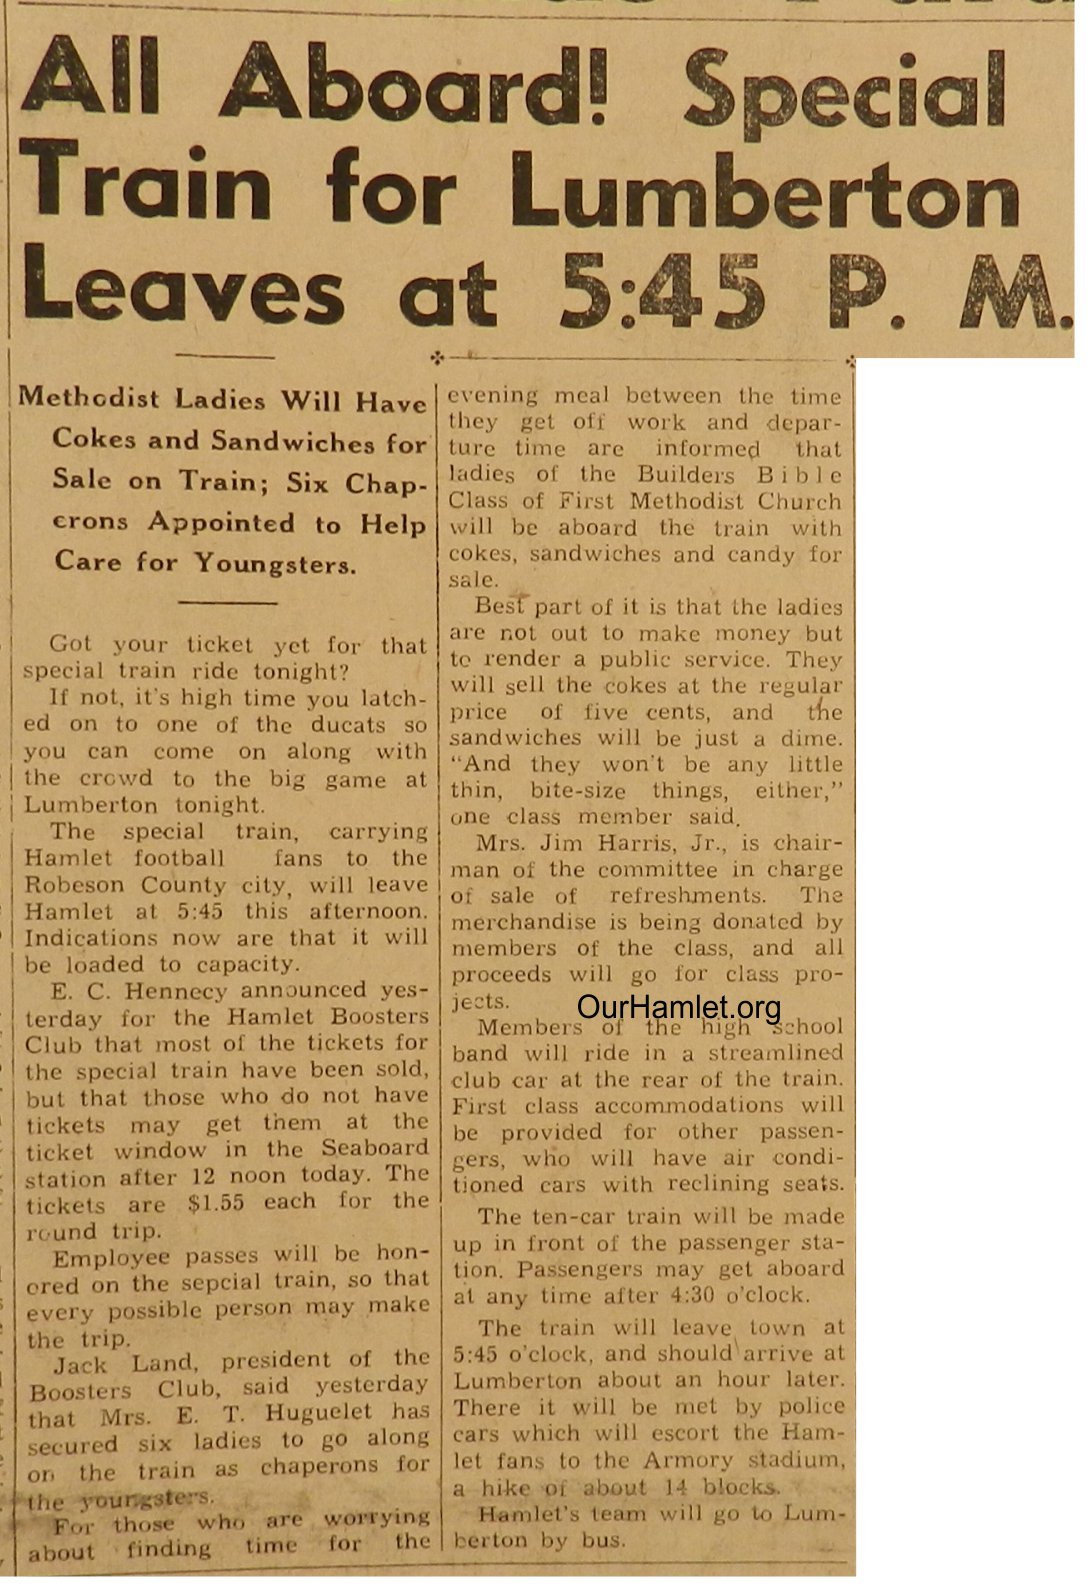 All Aboard! Special
Train for Lumberton
Leaves at 5:45 P. M.
Methodist Ladies Will Have
Cokes and Sandwiches for
Sale on Train; Six Chap-
erons Appointed to Help
Care for Youngsters.
Got your ticket yet for that
special train ride tonight?
If not, it's high time you latch-
ed on to one of the ducats so
you can come on along with
the crowd to the big game at
Lumberton tonight.
The special train, carrying
Hamlet football fans to the
Robeson County city, will leave
Hamlet at 5:45 this afternoon.
Indications now are that it will
be loaded to capacity.
E. C. Hennecy announced yes-
terday for the Hamlet Boosters
Club that most of the tickets for
the special train have been sold,
but that those who do not have
tickets may get them at the
ticket window in the Seaboard
station after 12 noon today. The
tickets are $1.55 each for the
round trip.
Employee passes will be hon-
ored on the sepcial train, so that
every possible person may make
the trip.
Jack Land, president of the
Boosters Club, said yesterday
that Mrs. E. T. Huguelet has
secured six ladies to go along
on the train as chaperons for
the youngsters.
For those who are worrying
about finding time for the
evening meal between the time
they get off work and depar-
ture time are informed that
ladies of the Builders Bible
Class of First Methodist Church
will be aboard the train with
cokes, sandwiches and candy for
sale.
Best part of it is that the ladies
are not out to make money but
to render a public service. They
will sell the cokes at the regular
price of five cents, and the
sandwiches will be just a dime.
"And they won't be any little
thin, bite-size things, either,"
one class member said.
Mrs. Jim Harris, Jr., is chair-
man of the committee in charge
of sale of refreshments. The
merchandise is being donated by
members of the class, and all
proceeds will go for class pro-
jects.
OurHamlet.org
Members of the high school
band will ride in a streamlined
club car at the rear of the train.
First class accommodations will
be provided for other passen-
gers, who will have air condi-
tioned cars with reclining seats.
The ten-car train will be made
up in front of the passenger sta-
tion. Passengers may get aboard
at any time after 4:30 o'clock.
The train will leave town at
5:45 o'clock, and should arrive at
Lumberton about an hour later.
There it will be met by police
cars which will escort the Ham-
let fans to the Armory stadium,
a hike of about 14 blocks.
Hamlet's team will go to Lum-
berton by bus.